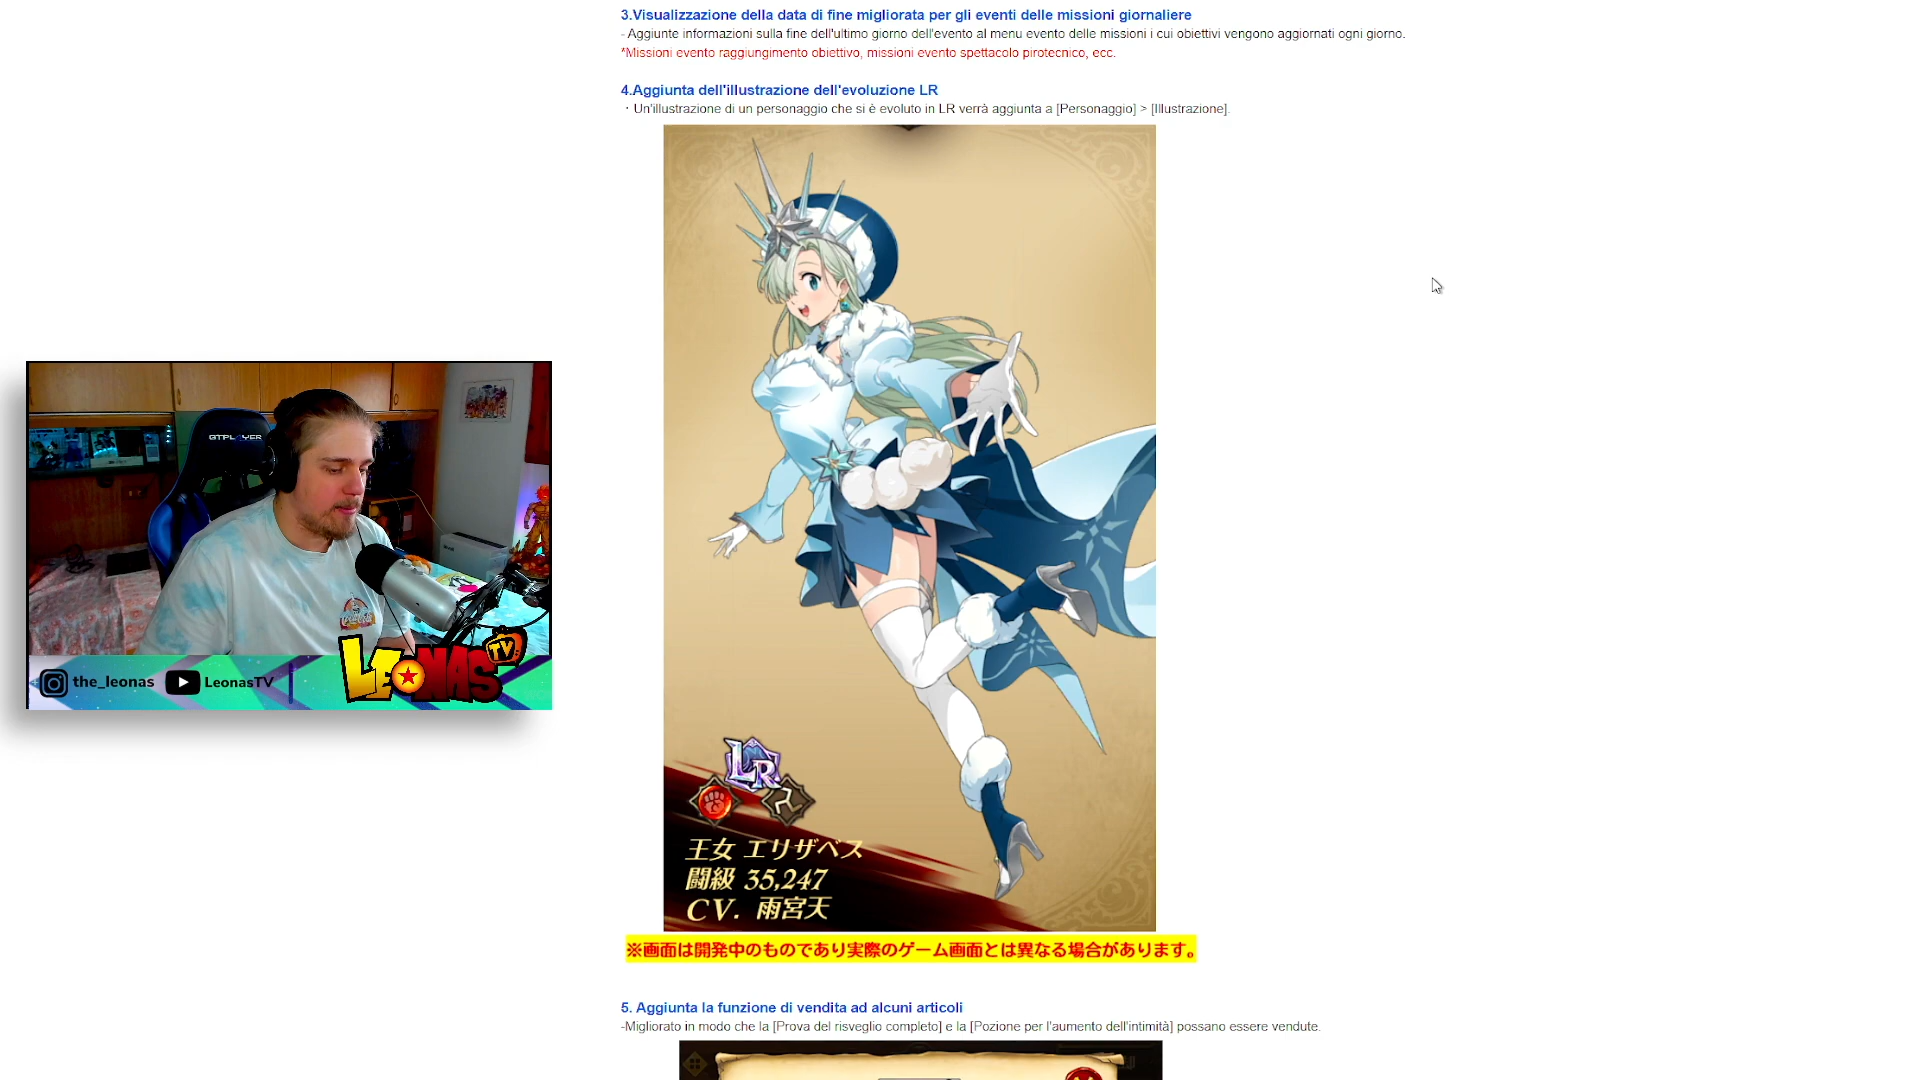 3.Visualizzazione della data di fine migliorata per gli eventi delle missioni giornaliere
- Aggiunte informazioni sulla fine dell'ultimo giorno dell'evento al menu evento delle missioni i cui obiettivi vengono aggiornati ogni giorno.
*Missioni evento raggiungimento obiettivo, missioni evento spettacolo pirotecnico, ecc.
4.Aggiunta dell'illustrazione dell'evoluzione LR
・Un'illustrazione di un personaggio che si è evoluto in LR verrà aggiunta a [Personaggio] > [Illustrazione].
GTPLAYER
the_leonas
LeonasTV
LEONAS TV
LR
王女 エリザベス
闘級 35,247
CV. 雨宮天
※画面は開発中のものであり実際のゲーム画面とは異なる場合があります。
5. Aggiunta la funzione di vendita ad alcuni articoli
-Migliorato in modo che la [Prova del risveglio completo] e la [Pozione per l'aumento dell'intimità] possano essere vendute.